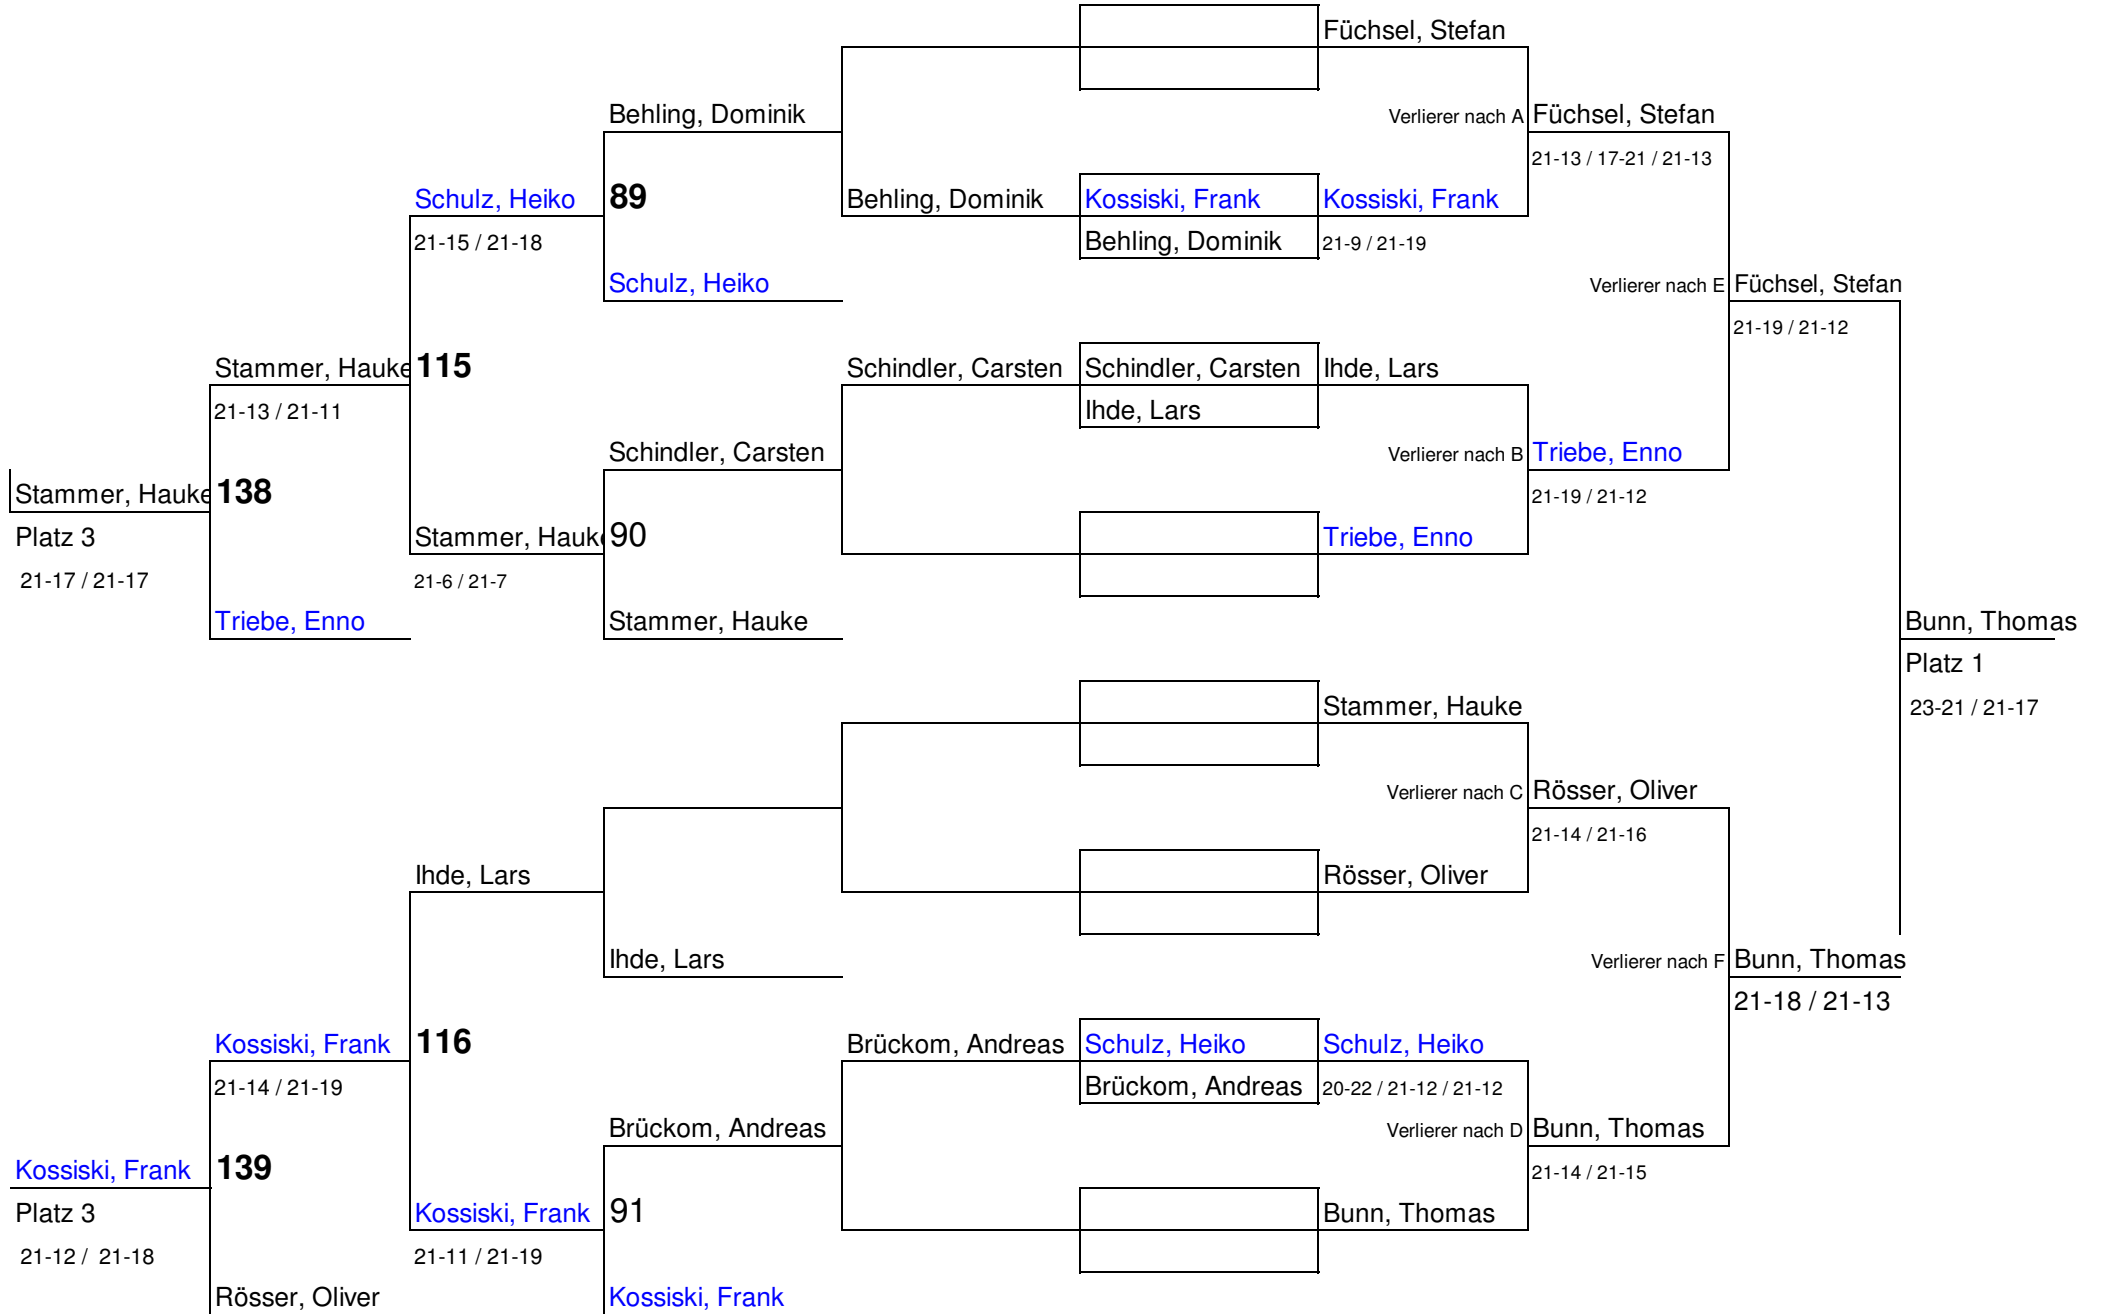 Füchsel, Stefan
Behling, Dominik
Verlierer nach A
Füchsel, Stefan
21-13 / 17-21 / 21-13
Schulz, Heiko
89
Behling, Dominik
Kossiski, Frank
Kossiski, Frank
21-15 / 21-18
Behling, Dominik
21-9 / 21-19
Schulz, Heiko
Verlierer nach E
Füchsel, Stefan
21-19 / 21-12
Stammer, Hauke
115
Schindler, Carsten
Schindler, Carsten
Ihde, Lars
21-13 / 21-11
Ihde, Lars
Schindler, Carsten
Verlierer nach B
Triebe, Enno
Stammer, Hauke
138
21-19 / 21-12
Platz 3
Stammer, Hauke
90
Triebe, Enno
21-17 / 21-17
21-6 / 21-7
Triebe, Enno
Stammer, Hauke
Bunn, Thomas
Platz 1
Stammer, Hauke
23-21 / 21-17
Verlierer nach C
Rösser, Oliver
21-14 / 21-16
Ihde, Lars
Rösser, Oliver
Ihde, Lars
Verlierer nach F
Bunn, Thomas
21-18 / 21-13
Kossiski, Frank
116
Brückom, Andreas
Schulz, Heiko
Schulz, Heiko
21-14 / 21-19
Brückom, Andreas
20-22 / 21-12 / 21-12
Brückom, Andreas
Verlierer nach D
Bunn, Thomas
Kossiski, Frank
139
21-14 / 21-15
Platz 3
Kossiski, Frank
91
Bunn, Thomas
21-12 / 21-18
21-11 / 21-19
Rösser, Oliver
Kossiski, Frank